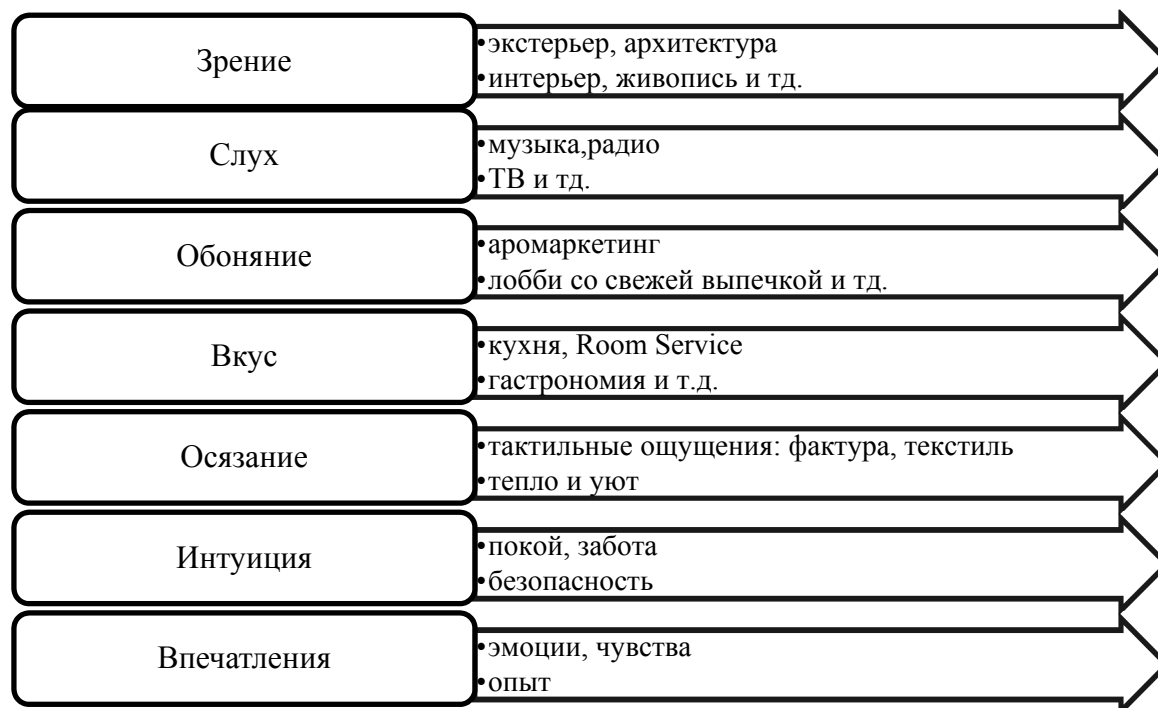 Зрение
•экстерьер, архитектура
•интерьер, живопись и тд.
Слух
•музыка,радио
•ТВ и тд.
Обоняние
•аромаркетинг
•лобби со свежей выпечкой и тд.
Вкус
•кухня, Room Service
•гастрономия и т.д.
Осязание
•тактильные ощущения: фактура, текстиль
•тепло и уют
Интуиция
•покой, забота
•безопасность
Впечатления
•эмоции, чувства
•опыт